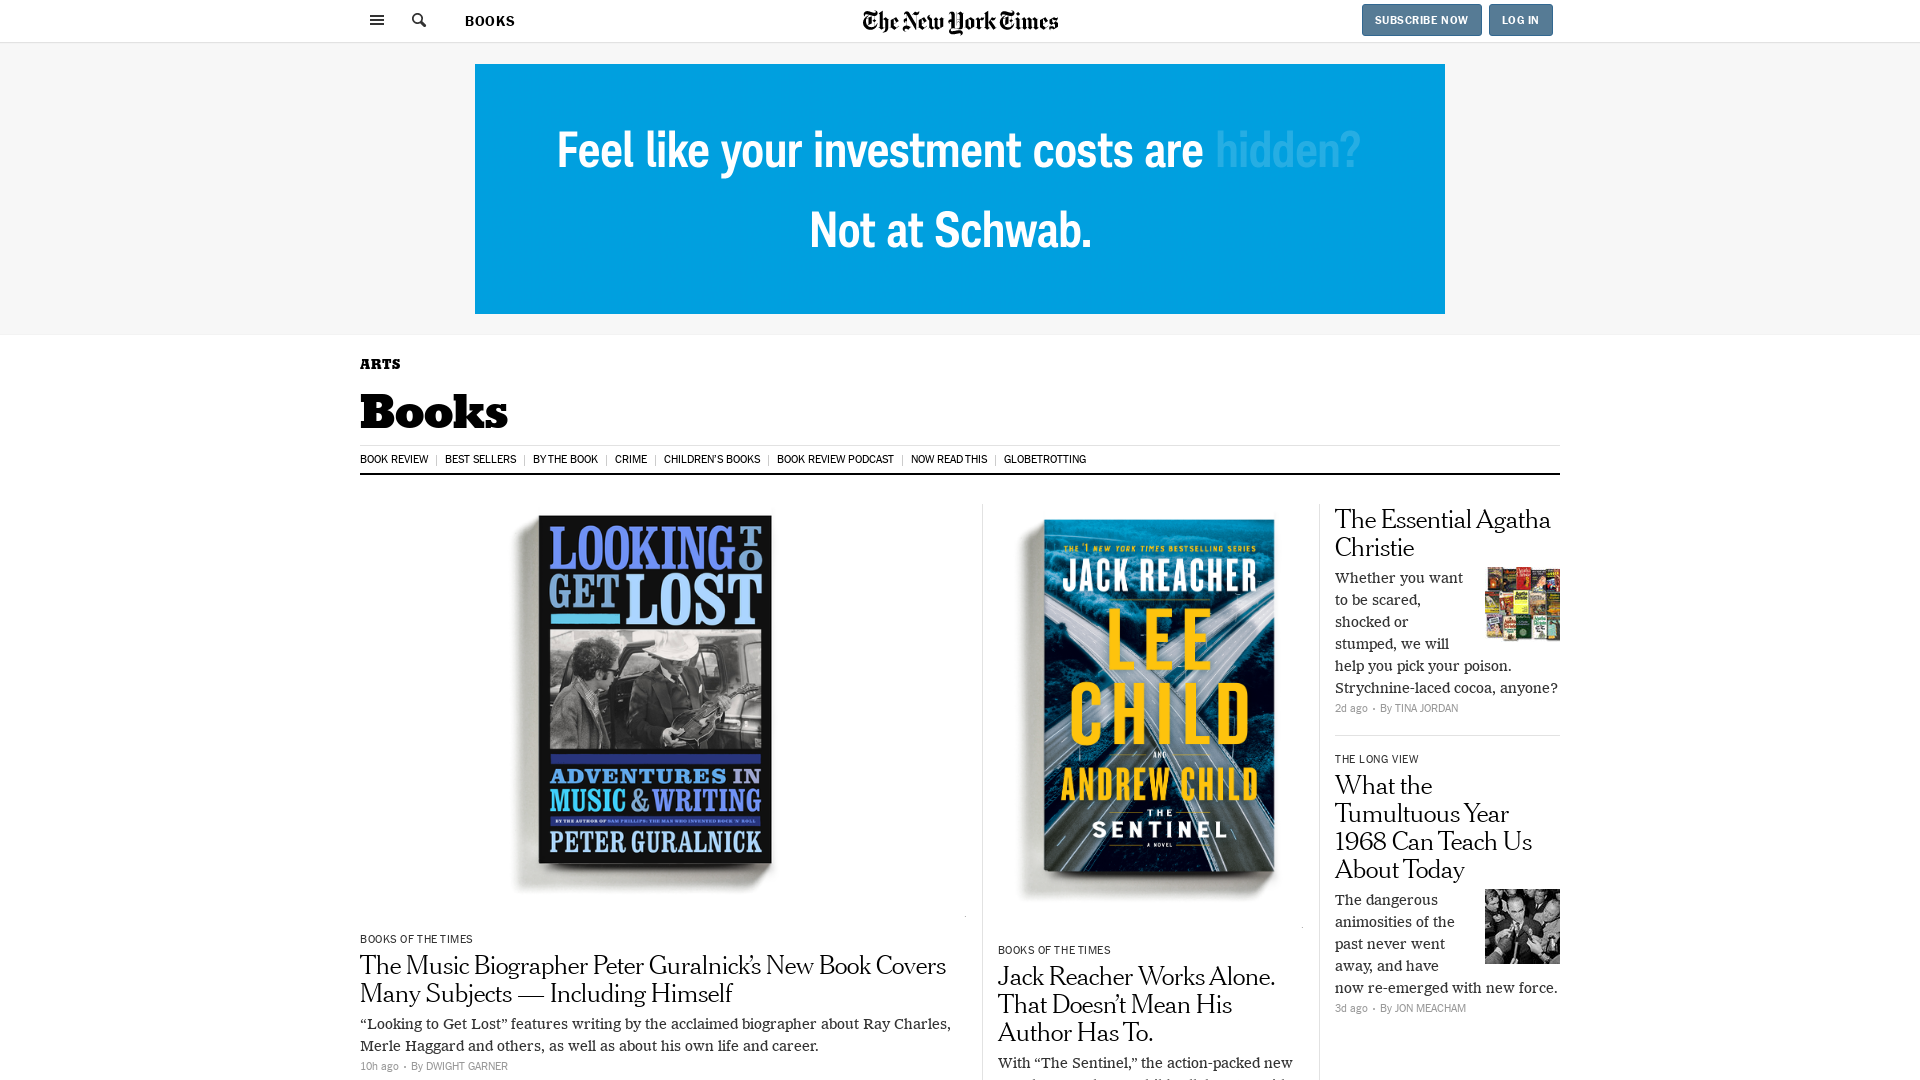 BOOKS
The New York Times
SUBSCRIBE NOW
LOG IN
Feel like your investment costs are hidden?
Not at Schwab.
ARTS
Books
BOOK REVIEW
BEST SELLERS
BY THE BOOK
CRIME
CHILDREN'S BOOKS
BOOK REVIEW PODCAST
NOW READ THIS
GLOBETROTTING
LOOKING TO
GET LOST
ADVENTURES IN
MUSIC & WRITING
BY THE AUTHOR OF SAM PHILLIPS: THE MAN WHO INVENTED ROCK 'N' ROLL
PETER GURALNICK
BOOKS OF THE TIMES
The Music Biographer Peter Guralnick’s New Book Covers
Many Subjects — Including Himself
“Looking to Get Lost” features writing by the acclaimed biographer about Ray Charles,
Merle Haggard and others, as well as about his own life and career.
10h ago • By DWIGHT GARNER
THE #1 NEW YORK TIMES BESTSELLING SERIES
JACK REACHER
LEE
CHILD
AND
ANDREW CHILD
THE
SENTINEL
A NOVEL
BOOKS OF THE TIMES
Jack Reacher Works Alone.
That Doesn’t Mean His
Author Has To.
With “The Sentinel,” the action-packed new
The Essential Agatha
Christie
Whether you want
to be scared,
shocked or
stumped, we will
help you pick your poison.
Strychnine-laced cocoa, anyone?
2d ago • By TINA JORDAN
THE LONG VIEW
What the
Tumultuous Year
1968 Can Teach Us
About Today
The dangerous
animosities of the
past never went
away, and have
now re-emerged with new force.
3d ago • By JON MEACHAM